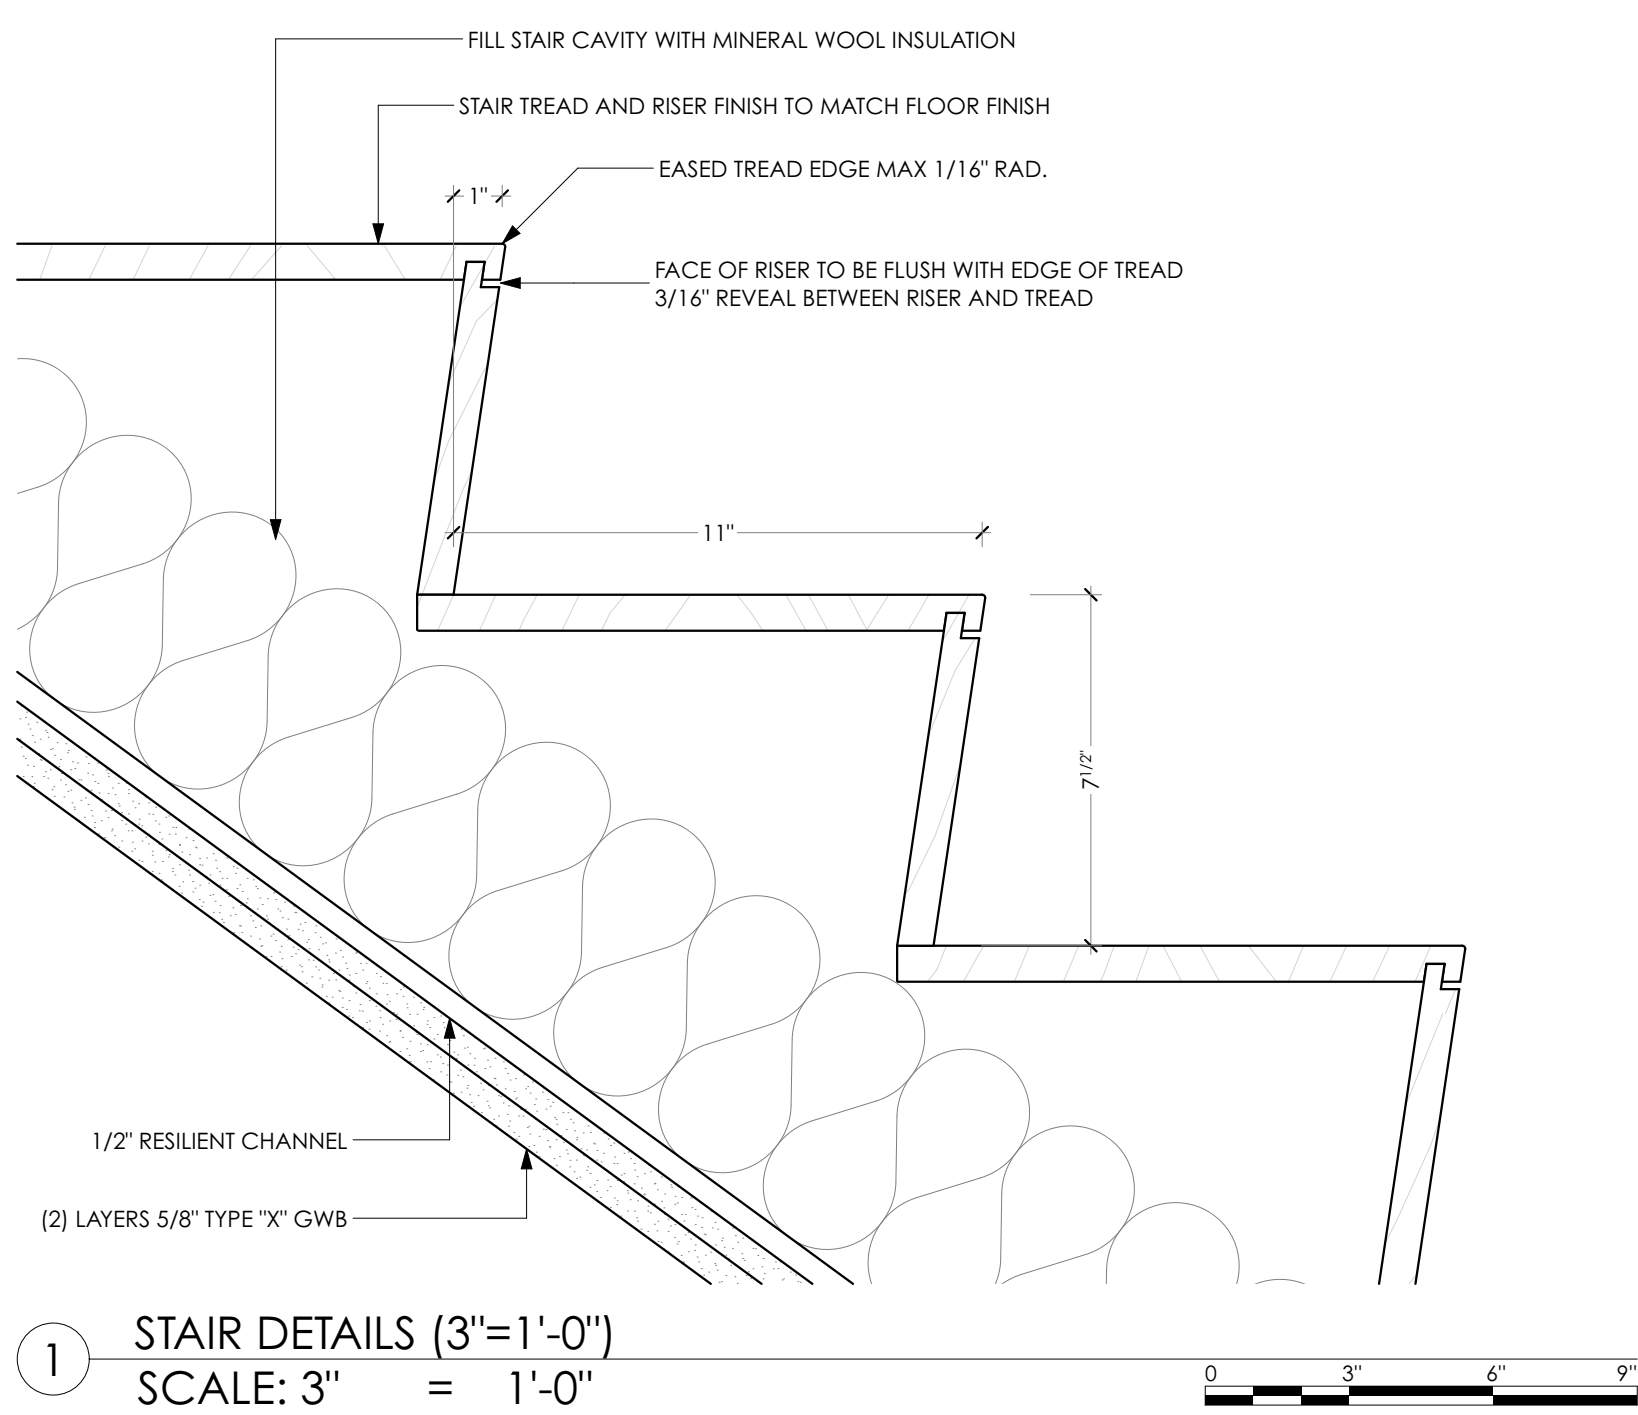 FILL STAIR CAVITY WITH MINERAL WOOL INSULATION
STAIR TREAD AND RISER FINISH TO MATCH FLOOR FINISH
EASED TREAD EDGE MAX 1/16" RAD.
1"
FACE OF RISER TO BE FLUSH WITH EDGE OF TREAD
3/16" REVEAL BETWEEN RISER AND TREAD
11"
7 1/2"
1/2" RESILIENT CHANNEL
(2) LAYERS 5/8" TYPE "X" GWB
1
STAIR DETAILS (3"=1'-0")
SCALE: 3" = 1'-0"
0 3" 6" 9"